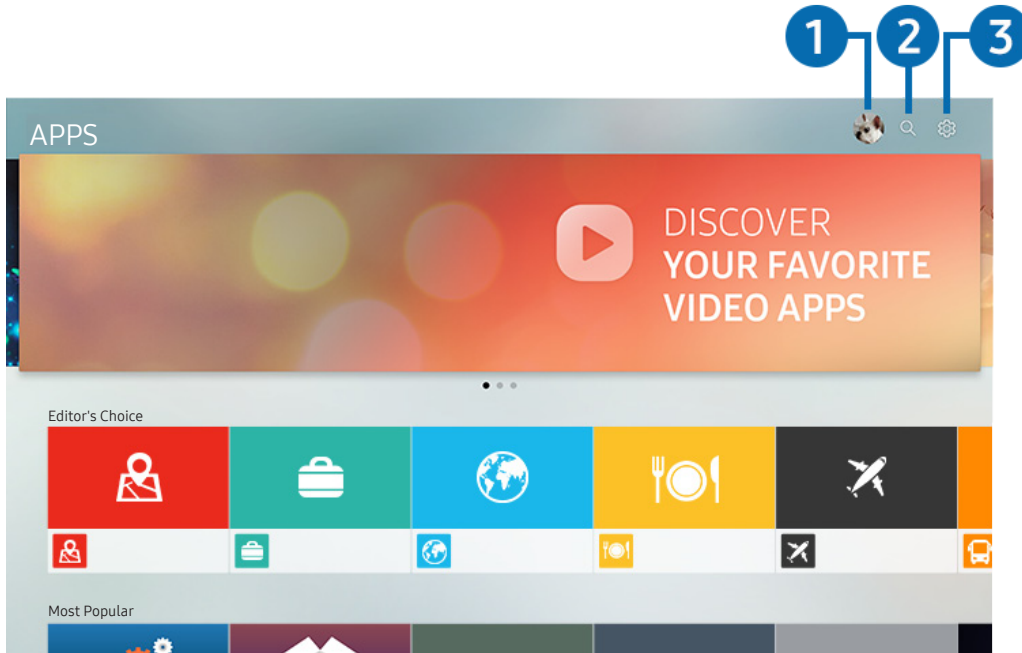 1 2 3
APPS
DISCOVER
YOUR FAVORITE
VIDEO APPS
Editor's Choice
Most Popular